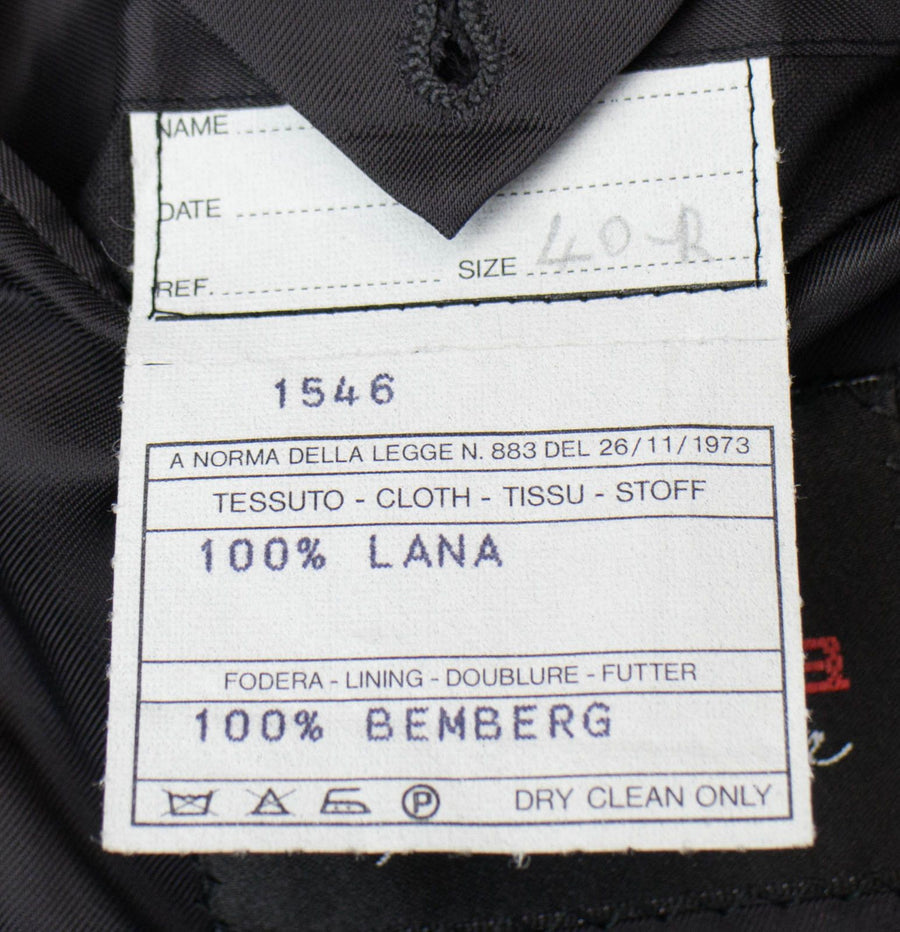 NAME
DATE
REF. SIZE 40-R
1546
A NORMA DELLA LEGGE N. 883 DEL 26/11/1973
TESSUTO - CLOTH - TISSU - STOFF
100% LANA
FODERA - LINING - DOUBLURE - FUTTER
100% BEMBERG
P DRY CLEAN ONLY